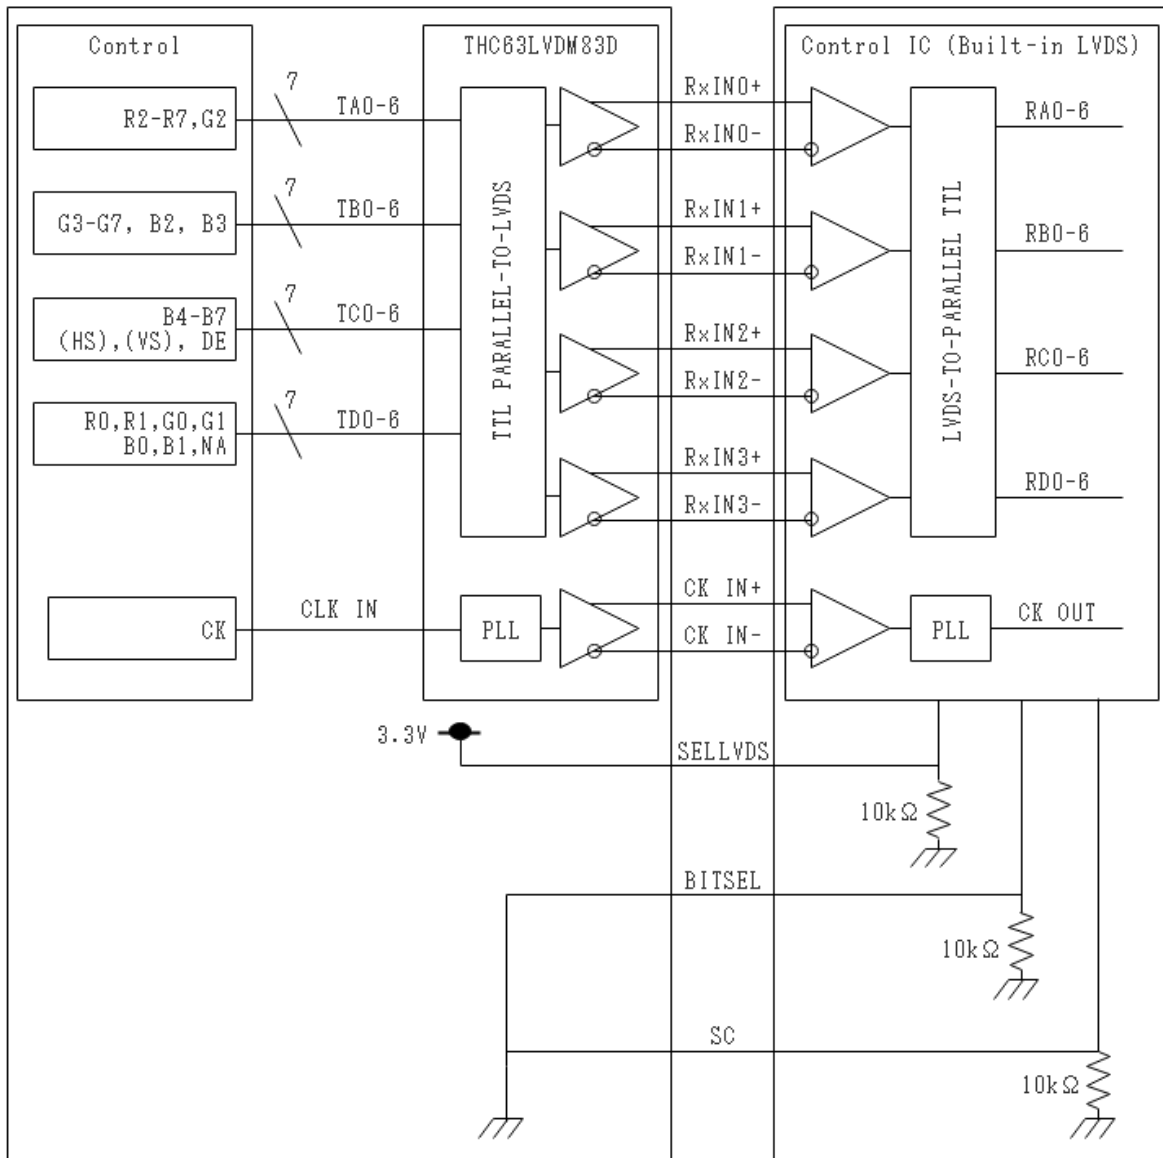 Control
THC63LVDM83D
Control IC (Built-in LVDS)
R2-R7,G2
7
TA0-6
RxIN0+
RxIN0-
RA0-6
G3-G7, B2, B3
7
TB0-6
RxIN1+
RxIN1-
RB0-6
B4-B7
(HS),(VS), DE
7
TC0-6
RxIN2+
RxIN2-
RC0-6
R0,R1,G0,G1
B0,B1,NA
7
TD0-6
RxIN3+
RxIN3-
RD0-6
TTL PARALLEL-TO-LVDS
LVDS-TO-PARALLEL TTL
CK
CLK IN
PLL
CK IN+
CK IN-
PLL
CK OUT
3.3V
SELLVDS
10kΩ
BITSEL
10kΩ
SC
10kΩ